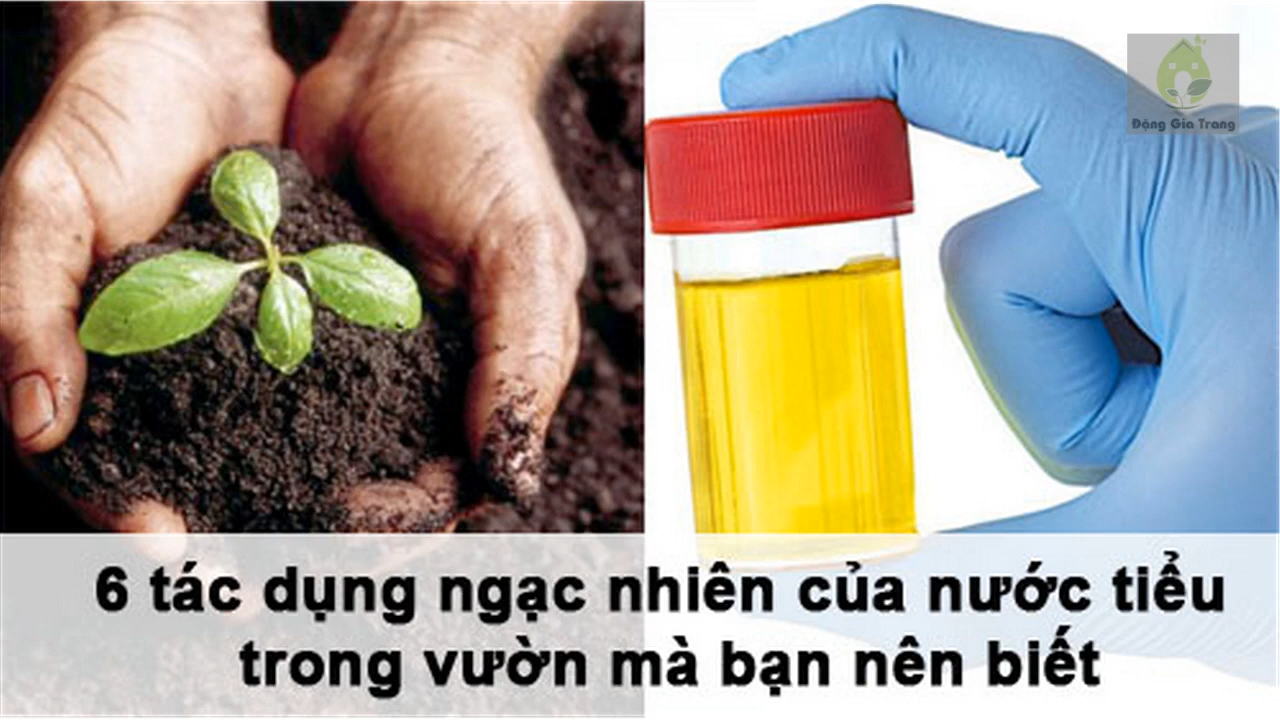 Đặng Gia Trang
6 tác dụng ngạc nhiên của nước tiểu
trong vườn mà bạn nên biết